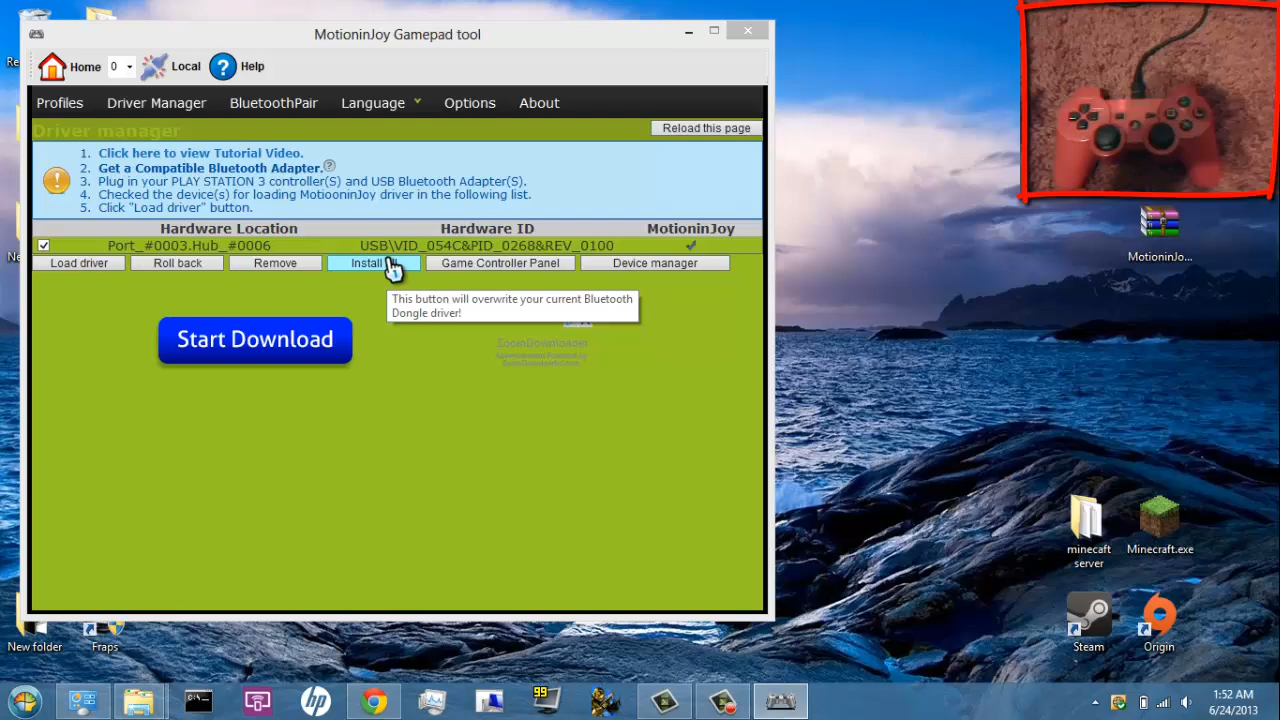 MotioninJoy Gamepad tool
Home 0 Local Help
Profiles Driver Manager BluetoothPair Language Options About
Driver manager
Reload this page
1. Click here to view Tutorial Video.
2. Get a Compatible Bluetooth Adapter.
3. Plug in your PLAY STATION 3 controller(S) and USB Bluetooth Adapter(S).
4. Checked the device(s) for loading MotiooninJoy driver in the following list.
5. Click "Load driver" button.
Hardware Location Hardware ID MotioninJoy
Port_#0003.Hub_#0006 USB\VID_054C&PID_0268&REV_0100
Load driver Roll back Remove Install Game Controller Panel Device manager
This button will overwrite your current Bluetooth
Dongle driver!
Start Download
ZoomDownloader
MotioninJo...
minecaft
server
Minecraft.exe
Steam
Origin
New folder
Fraps
99
1:52 AM
6/24/2013